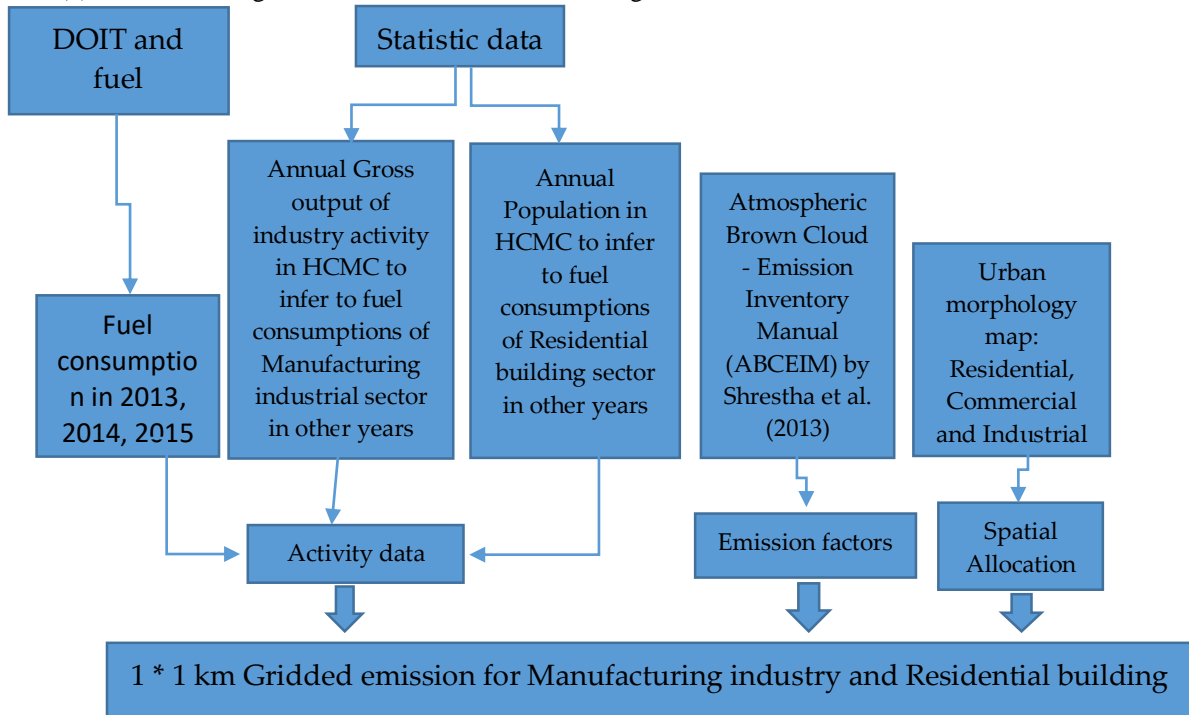 DOIT and
fuel
Statistic data
Annual Gross
output of
industry activity
in HCMC to
infer to fuel
consumptions of
Manufacturing
industrial sector
in other years
Annual
Population in
HCMC to infer
to fuel
consumptions
of Residential
building sector
in other years
Atmospheric
Brown Cloud
- Emission
Inventory
Manual
(ABCEIM) by
Shrestha et al.
(2013)
Urban
morphology
map:
Residential,
Commercial
and Industrial
Fuel
consumptio
n in 2013,
2014, 2015
Activity data
Emission factors
Spatial
Allocation
1 * 1 km Gridded emission for Manufacturing industry and Residential building